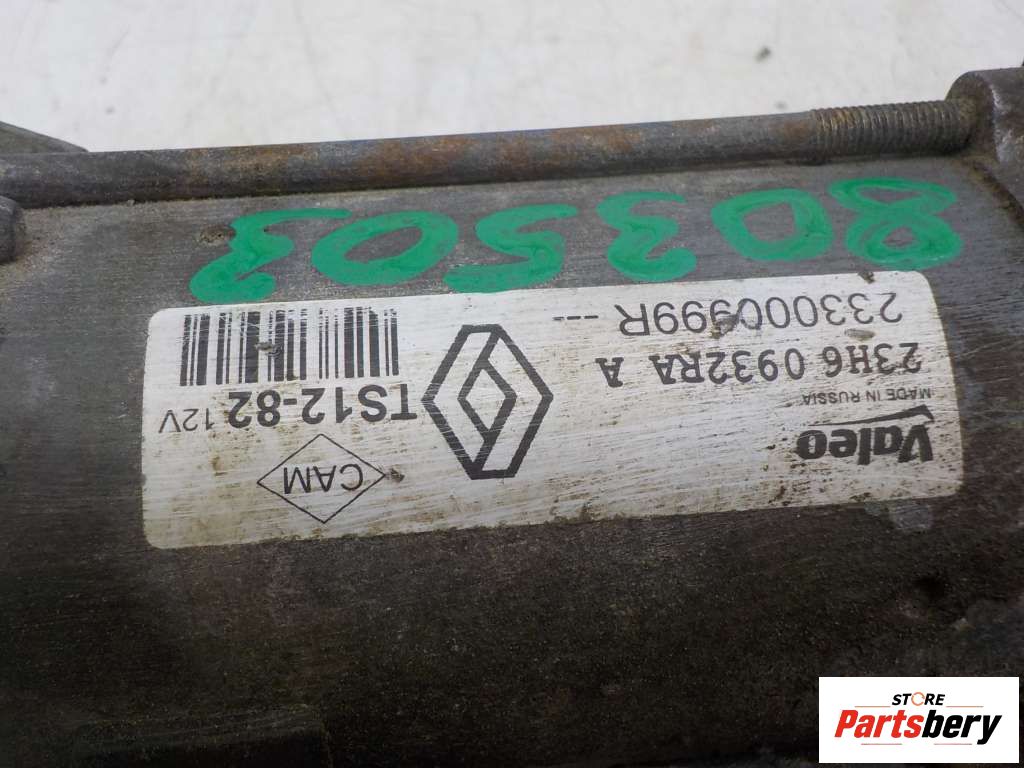 Valeo
MADE IN RUSSIA
23H6 0932RA A
233000999R ---
CAM
TS12-82 12V
803503
STORE
Partsbery